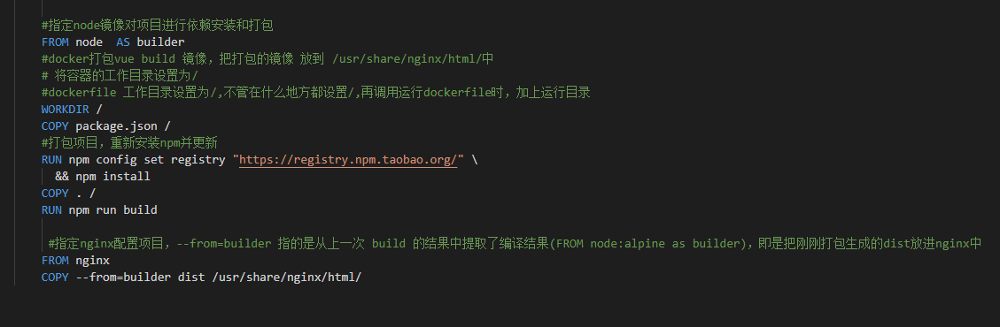 #指定node镜像对项目进行依赖安装和打包
FROM node  AS builder
#docker打包vue build 镜像，把打包的镜像 放到 /usr/share/nginx/html/中
# 将容器的工作目录设置为/
#dockerfile 工作目录设置为/,不管在什么地方都设置/,再调用运行dockerfile时，加上运行目录
WORKDIR /
COPY package.json /
#打包项目，重新安装npm并更新
RUN npm config set registry "https://registry.npm.taobao.org/" \
  && npm install
COPY . /
RUN npm run build
#指定nginx配置项目，--from=builder 指的是从上一次 build 的结果中提取了编译结果(FROM node:alpine as builder)，即是把刚刚打包生成的dist放进nginx中
FROM nginx
COPY --from=builder dist /usr/share/nginx/html/